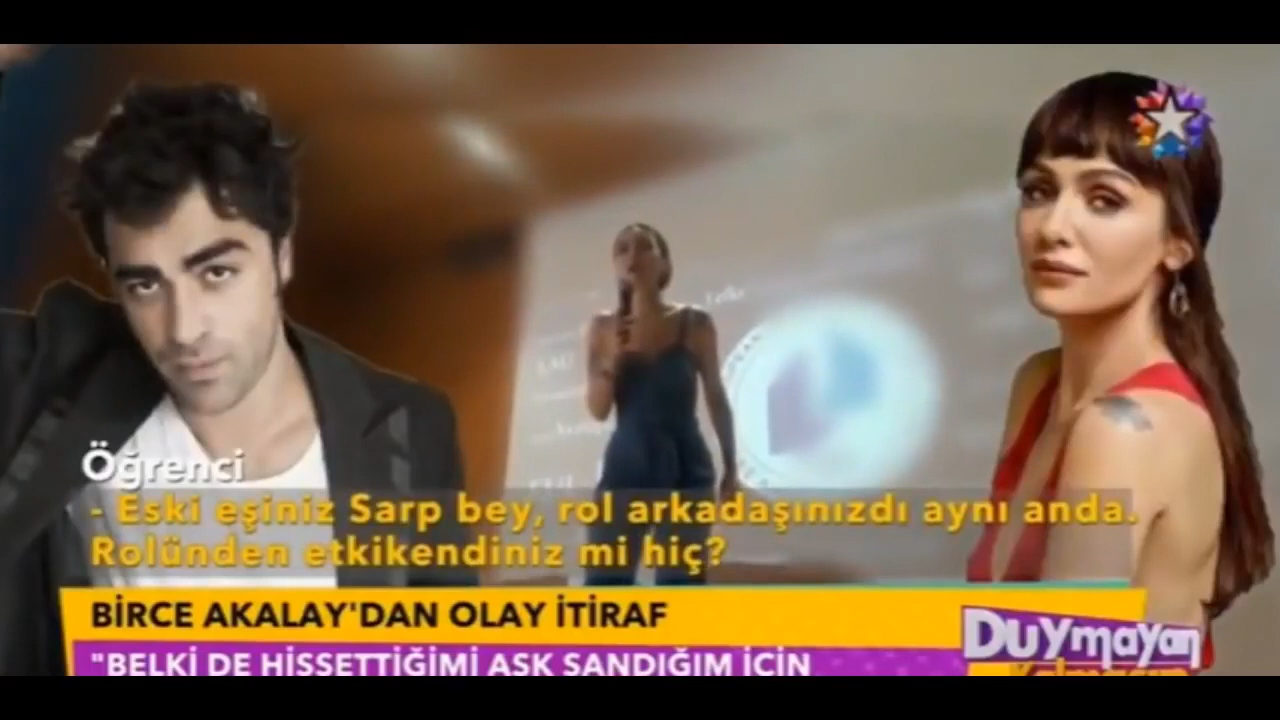 Öğrenci
- Eski eşiniz Sarp bey, rol arkadaşınızdı aynı anda.
Rolünden etkikendiniz mi hiç?
BİRCE AKALAY'DAN OLAY İTİRAF
"BELKİ DE HİSSETTİĞİMİ AŞK SANDIĞIM İÇİN
Duymayan